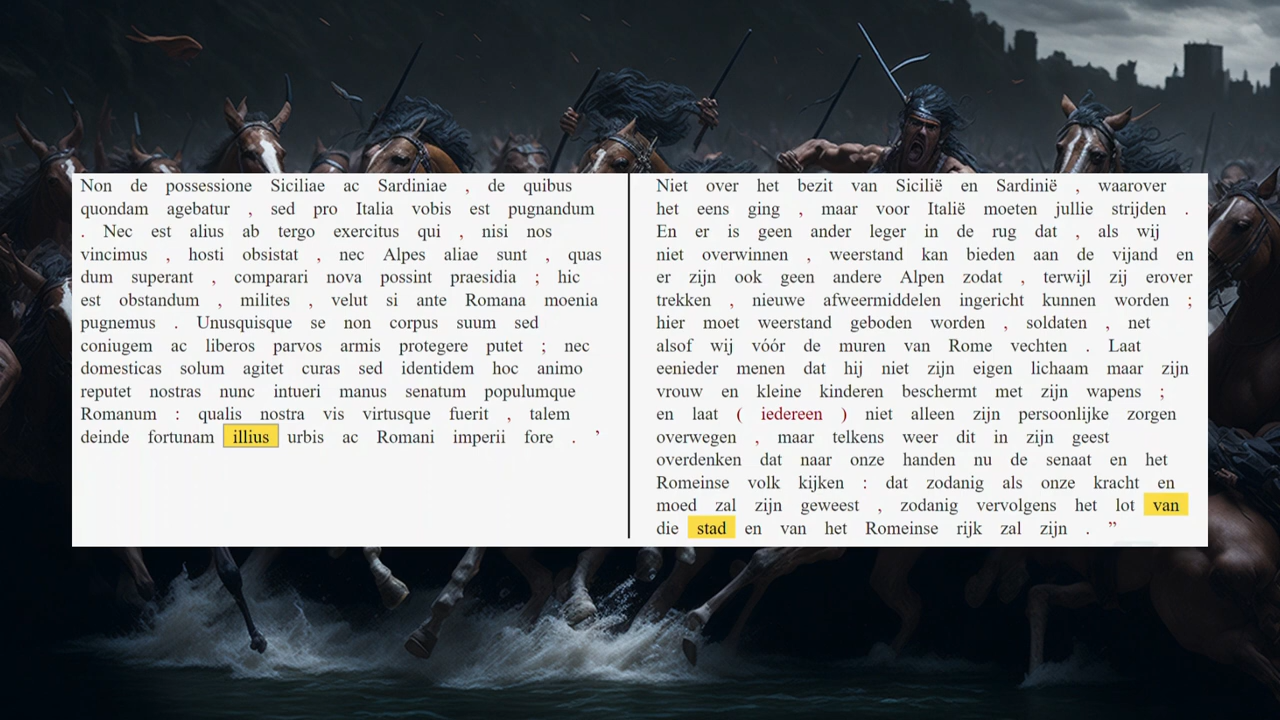 Non de possessione Siciliae ac Sardiniae , de quibus
quondam agebatur , sed pro Italia vobis est pugnandum
. Nec est alius ab tergo exercitus qui , nisi nos
vincimus , hosti obsistat , nec Alpes aliae sunt , quas
dum superant , comparari nova possint praesidia ; hic
est obstandum , milites , velut si ante Romana moenia
pugnemus . Unusquisque se non corpus suum sed
coniugem ac liberos parvos armis protegere putet ; nec
domesticas solum agitet curas sed identidem hoc animo
reputet nostras nunc intueri manus senatum populumque
Romanum : qualis nostra vis virtusque fuerit , talem
deinde fortunam illius urbis ac Romani imperii fore . ’
Niet over het bezit van Sicilië en Sardinië , waarover
het eens ging , maar voor Italië moeten jullie strijden .
En er is geen ander leger in de rug dat , als wij
niet overwinnen , weerstand kan bieden aan de vijand en
er zijn ook geen andere Alpen zodat , terwijl zij erover
trekken , nieuwe afweermiddelen ingericht kunnen worden ;
hier moet weerstand geboden worden , soldaten , net
alsof wij vóór de muren van Rome vechten . Laat
eenieder menen dat hij niet zijn eigen lichaam maar zijn
vrouw en kleine kinderen beschermt met zijn wapens ;
en laat ( iedereen ) niet alleen zijn persoonlijke zorgen
overwegen , maar telkens weer dit in zijn geest
overdenken dat naar onze handen nu de senaat en het
Romeinse volk kijken : dat zodanig als onze kracht en
moed zal zijn geweest , zodanig vervolgens het lot van
die stad en van het Romeinse rijk zal zijn . ”